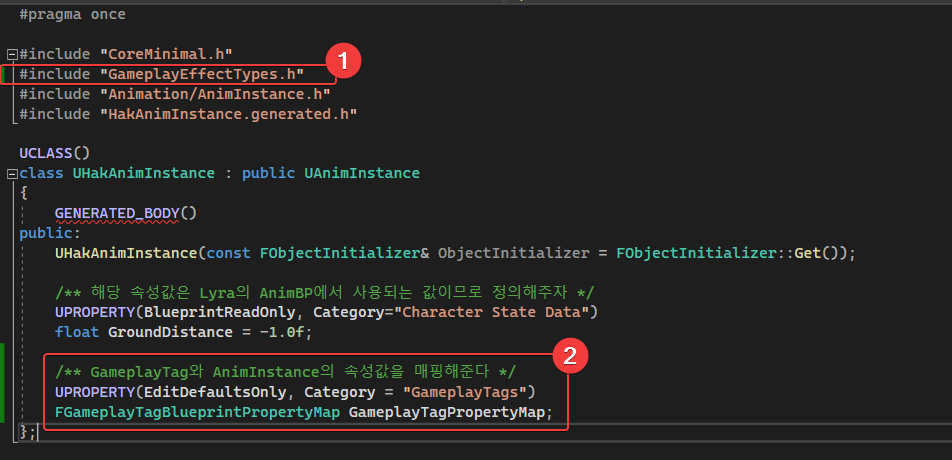 #pragma once
#include "CoreMinimal.h"
1
#include "GameplayEffectTypes.h"
#include "Animation/AnimInstance.h"
#include "HakAnimInstance.generated.h"
UCLASS()
class UHakAnimInstance : public UAnimInstance
{
GENERATED_BODY()
public:
UHakAnimInstance(const FObjectInitializer& ObjectInitializer = FObjectInitializer::Get());
/** 해당 속성값은 Lyra의 AnimBP에서 사용되는 값이므로 정의해주자 */
UPROPERTY(BlueprintReadOnly, Category="Character State Data")
float GroundDistance = -1.0f;
2
/** GameplayTag와 AnimInstance의 속성값을 매핑해준다 */
UPROPERTY(EditDefaultsOnly, Category = "GameplayTags")
FGameplayTagBlueprintPropertyMap GameplayTagPropertyMap;
};